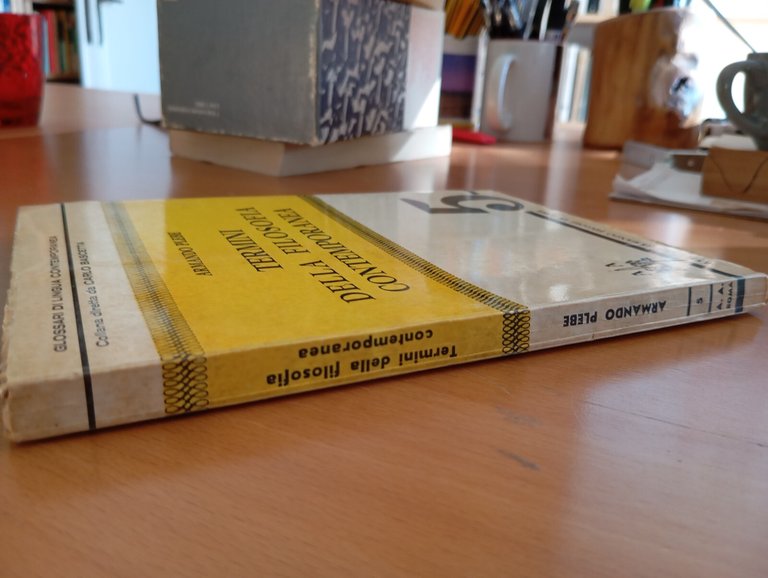 GLOSSARI DI LINGUA CONTEMPORANEA
Collana diretta da CARLO BASCETTA
ARMANDO PLEBE
TERMINI
DELLA FILOSOFIA
CONTEMPORANEA
5
Termini della filosofia
contemporanea
ARMANDO PLEBE
5
A. A.
ROMA